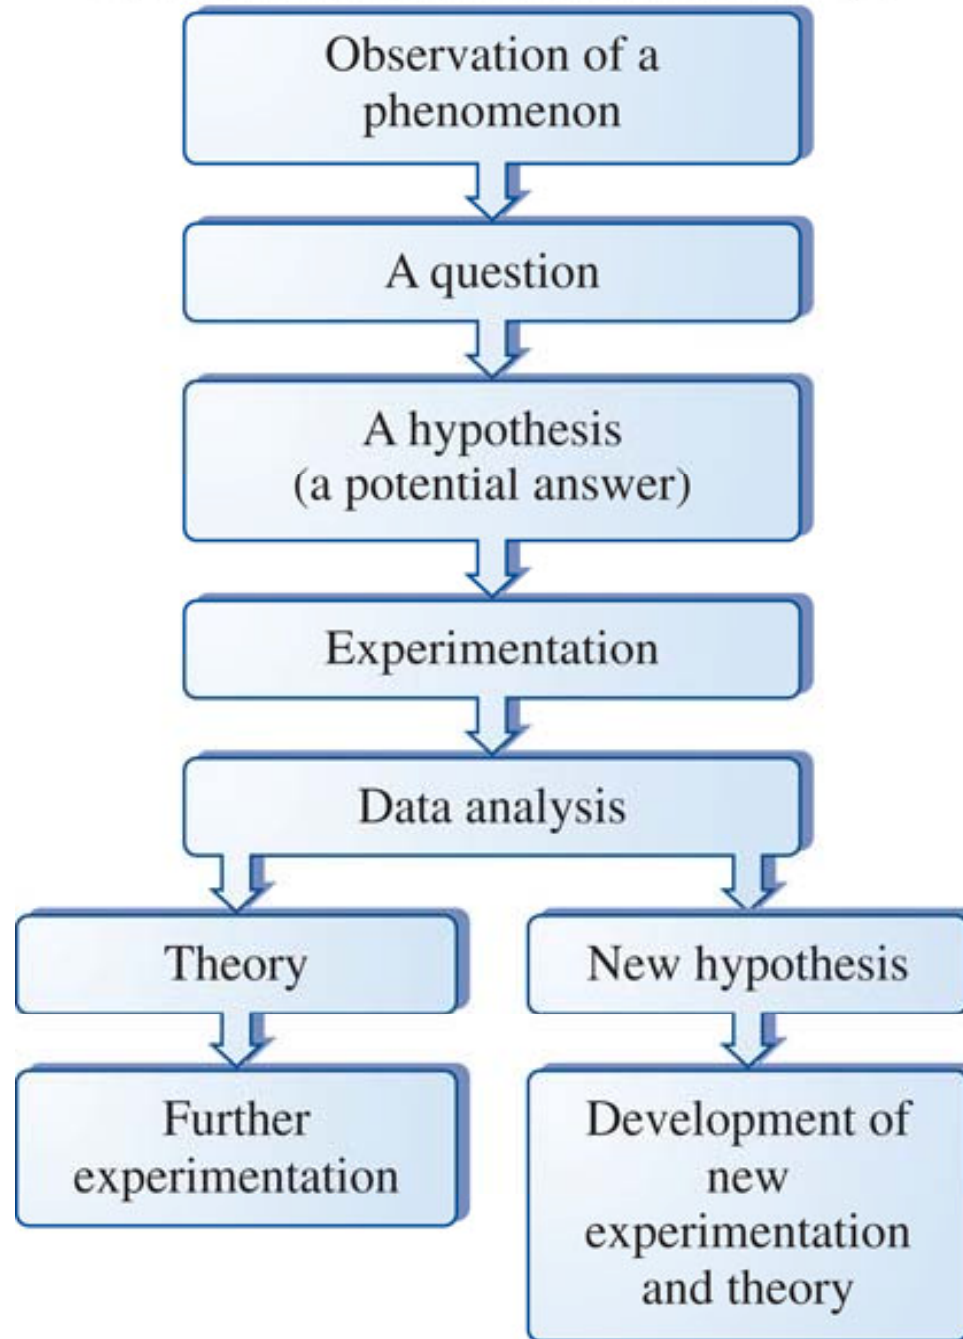 Observation of a
phenomenon
A question
A hypothesis
(a potential answer)
Experimentation
Data analysis
Theory
New hypothesis
Further
experimentation
Development of
new
experimentation
and theory